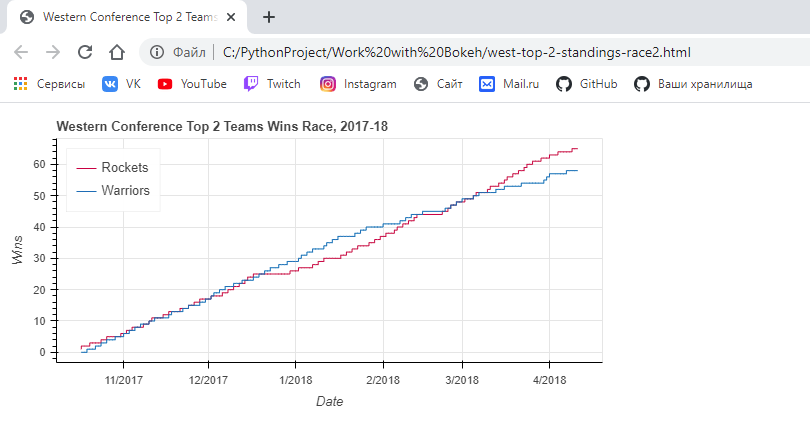 Western Conference Top 2 Teams
Файл C:/PythonProject/Work%20with%20Bokeh/west-top-2-standings-race2.html
Сервисы VK YouTube Twitch Instagram Сайт Mail.ru GitHub Ваши хранилища
Western Conference Top 2 Teams Wins Race, 2017-18
Rockets
Warriors
60
50
40
30
20
10
0
Wins
11/2017 12/2017 1/2018 2/2018 3/2018 4/2018
Date